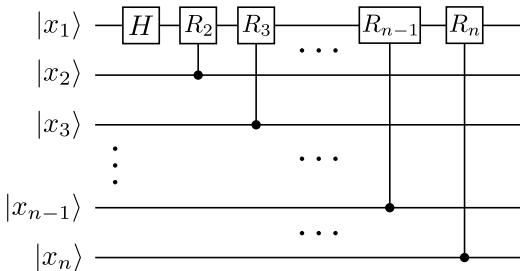 |x₁⟩ H R₂ R₃ ··· Rₙ₋₁ Rₙ
|x₂⟩
|x₃⟩
⋮ ···
|xₙ₋₁⟩
···
|xₙ⟩